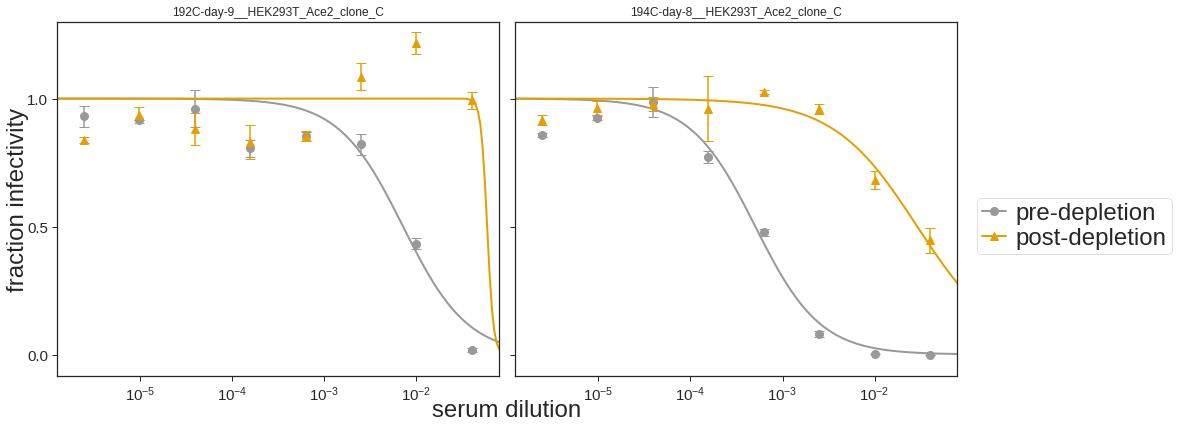 192C-day-9__HEK293T_Ace2_clone_C
194C-day-8__HEK293T_Ace2_clone_C
fraction infectivity
1.0
0.5
0.0
10⁻⁵ 10⁻⁴ 10⁻³ 10⁻²
10⁻⁵ 10⁻⁴ 10⁻³ 10⁻²
serum dilution
pre-depletion
post-depletion